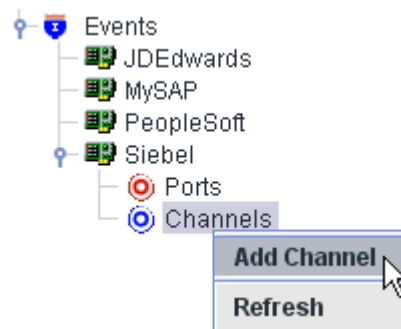 Events
JDEdwards
MySAP
PeopleSoft
Siebel
Ports
Channels
Add Channel
Refresh